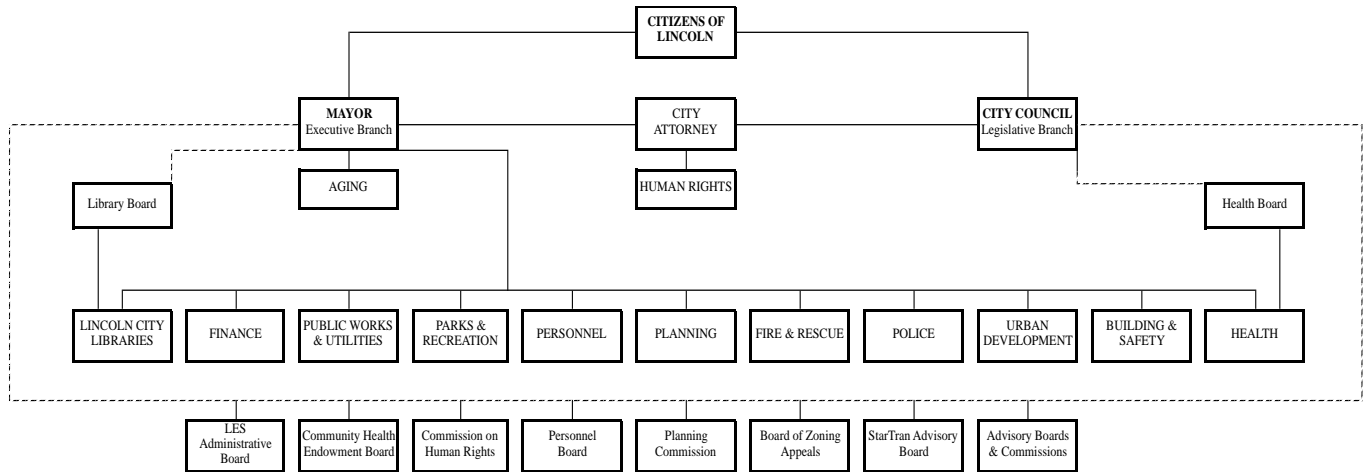 CITIZENS OF
LINCOLN
MAYOR
Executive Branch
CITY
ATTORNEY
CITY COUNCIL
Legislative Branch
AGING
HUMAN RIGHTS
Library Board
Health Board
LINCOLN CITY
LIBRARIES
FINANCE
PUBLIC WORKS
& UTILITIES
PARKS &
RECREATION
PERSONNEL
PLANNING
FIRE & RESCUE
POLICE
URBAN
DEVELOPMENT
BUILDING &
SAFETY
HEALTH
LES
Administrative
Board
Community Health
Endowment Board
Commission on
Human Rights
Personnel
Board
Planning
Commission
Board of Zoning
Appeals
StarTran Advisory
Board
Advisory Boards
& Commissions